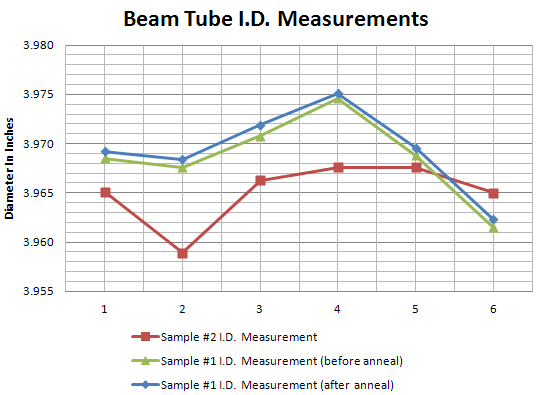 Beam Tube I.D. Measurements
3.980
3.975
3.970
3.965
3.960
3.955
Diameter in Inches
1 2 3 4 5 6
Sample #2 I.D. Measurement
Sample #1 I.D. Measurement (before anneal)
Sample #1 I.D. Measurement (after anneal)